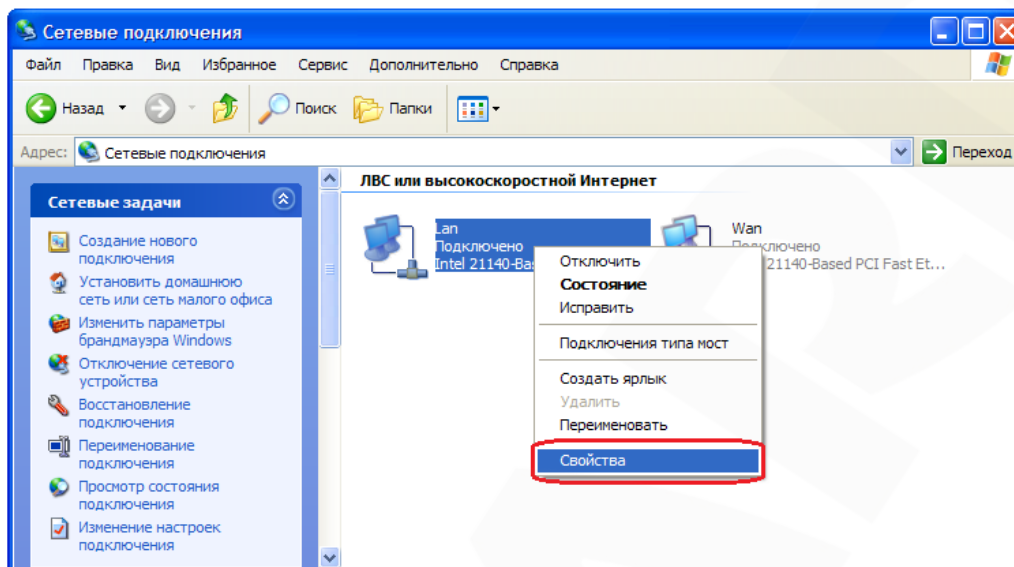 Сетевые подключения
Файл Правка Вид Избранное Сервис Дополнительно Справка
Назад Поиск Папки
Адрес: Сетевые подключения Переход
ЛВС или высокоскоростной Интернет
Сетевые задачи
Создание нового
подключения
Установить домашнюю
сеть или сеть малого офиса
Изменить параметры
брандмауэра Windows
Отключение сетевого
устройства
Восстановление
подключения
Переименование
подключения
Просмотр состояния
подключения
Изменение настроек
подключения
Lan
Подключено
Intel 21140-Ba
Wan
Подключено
21140-Based PCI Fast Et...
Отключить
Состояние
Исправить
Подключения типа мост
Создать ярлык
Удалить
Переименовать
Свойства